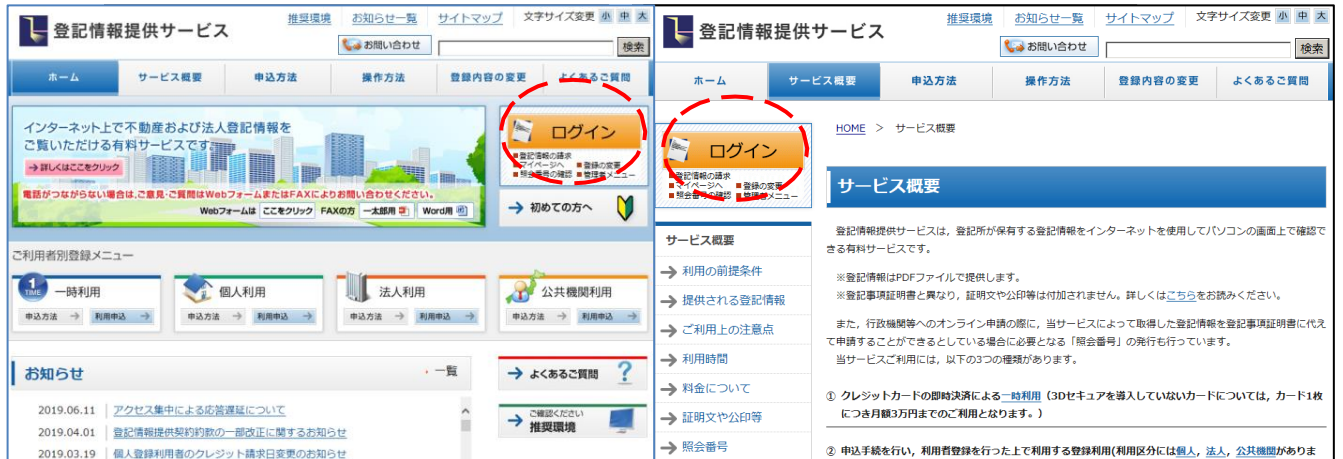 登記情報提供サービス
推奨環境 お知らせ一覧 サイトマップ 文字サイズ変更 小 中 大
お問い合わせ 検索
ホーム サービス概要 申込方法 操作方法 登録内容の変更 よくあるご質問
インターネット上で不動産および法人登記情報を
ご覧いただける有料サービスです。
→詳しくはここをクリック
電話がつながらない場合は、ご意見・ご質問はWebフォームまたはFAXによりお問い合わせください。
Webフォームは ここをクリック FAXの方 一太郎用 Word用
ログイン
■登記情報の請求
■マイページへ ■登録の変更
■照会番号の確認 ■管理者メニュー
→ 初めての方へ
ご利用者別登録メニュー
1 TIME 一時利用
申込方法 → 利用申込 →
個人利用
申込方法 → 利用申込 →
法人利用
申込方法 → 利用申込 →
公共機関利用
申込方法 → 利用申込 →
お知らせ ・一覧
2019.06.11 アクセス集中による応答遅延について
2019.04.01 登記情報提供契約約款の一部改正に関するお知らせ
2019.03.19 個人登録利用者のクレジット請求日変更のお知らせ
→ よくあるご質問 ?
ご確認ください
→ 推奨環境
登記情報提供サービス
推奨環境 お知らせ一覧 サイトマップ 文字サイズ変更 小 中 大
お問い合わせ 検索
ホーム サービス概要 申込方法 操作方法 登録内容の変更 よくあるご質問
ログイン
■登記情報の請求
■マイページへ ■登録の変更
■照会番号の確認 ■管理者メニュー
サービス概要
→ 利用の前提条件
→ 提供される登記情報
→ ご利用上の注意点
→ 利用時間
→ 料金について
→ 証明文や公印等
→ 照会番号
HOME > サービス概要
サービス概要
登記情報提供サービスは，登記所が保有する登記情報をインターネットを使用してパソコンの画面上で確認で
きる有料サービスです。
※登記情報はPDFファイルで提供します。
※登記事項証明書と異なり，証明文や公印等は付加されません。詳しくはこちらをお読みください。
また，行政機関等へのオンライン申請の際に，当サービスによって取得した登記情報を登記事項証明書に代え
て申請することができるとしている場合に必要となる「照会番号」の発行も行っています。
当サービスご利用には，以下の3つの種類があります。
① クレジットカードの即時決済による一時利用（3Dセキュアを導入していないカードについては，カード1枚
につき月額3万円までのご利用となります。）
② 申込手続を行い，利用者登録を行った上で利用する登録利用(利用区分には個人，法人，公共機関がありま